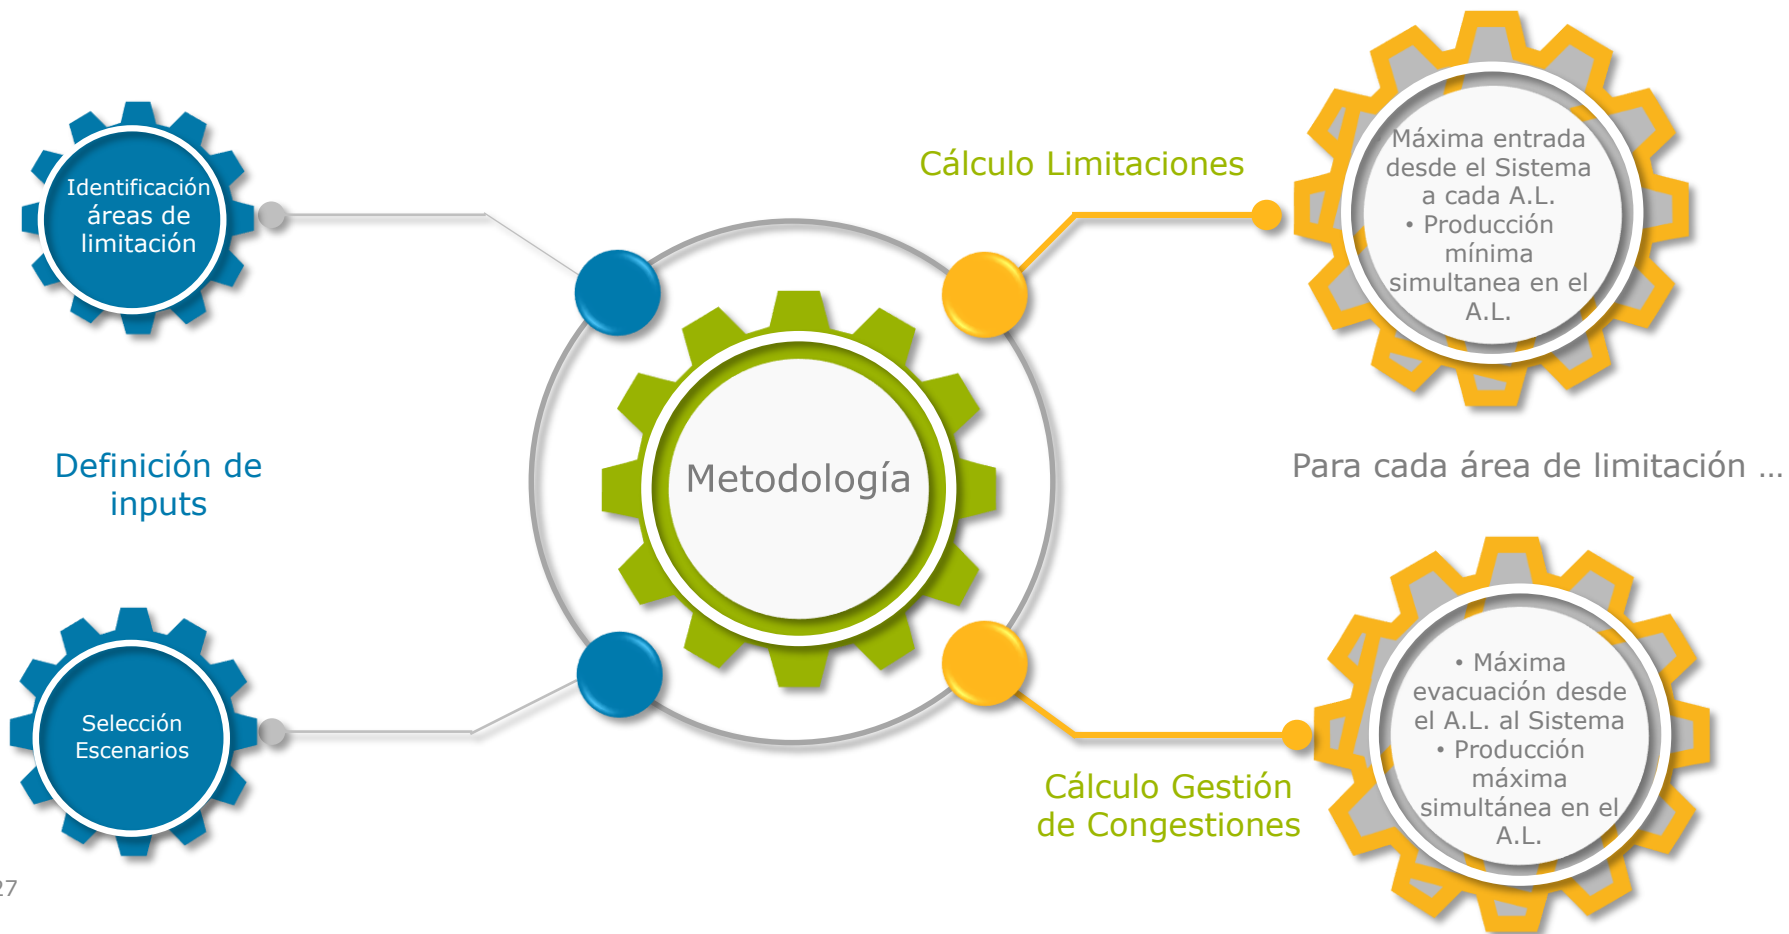 Identificación
áreas de
limitación
Definición de
inputs
Selección
Escenarios
Metodología
Cálculo Limitaciones
Máxima entrada
desde el Sistema
a cada A.L.
• Producción
mínima
simultanea en el
A.L.
Para cada área de limitación ...
Cálculo Gestión
de Congestiones
• Máxima
evacuación desde
el A.L. al Sistema
• Producción
máxima
simultánea en el
A.L.
27